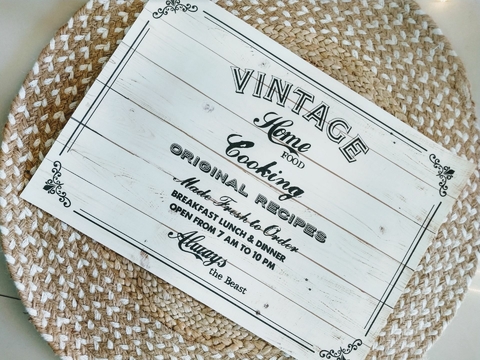 VINTAGE
Home
FOOD
Cooking
ORIGINAL RECIPES
Made Fresh to Order
BREAKFAST LUNCH & DINNER
OPEN FROM 7 AM TO 10 PM
Always
the Beast